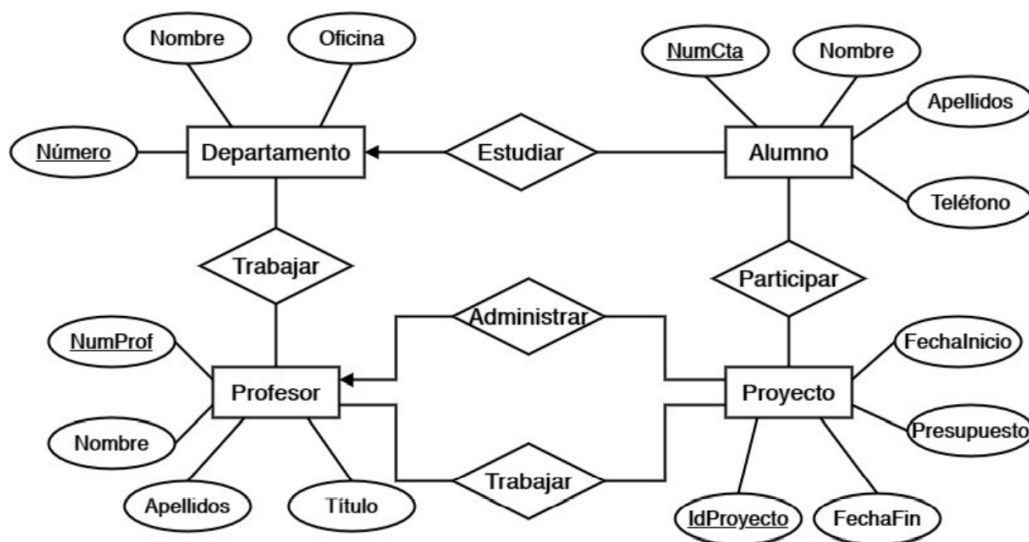 Nombre
Oficina
NumCta
Nombre
Apellidos
Número
Departamento
Estudiar
Alumno
Teléfono
Trabajar
Participar
Administrar
NumProf
FechaInicio
Profesor
Proyecto
Nombre
Presupuesto
Trabajar
Apellidos
Título
IdProyecto
FechaFin